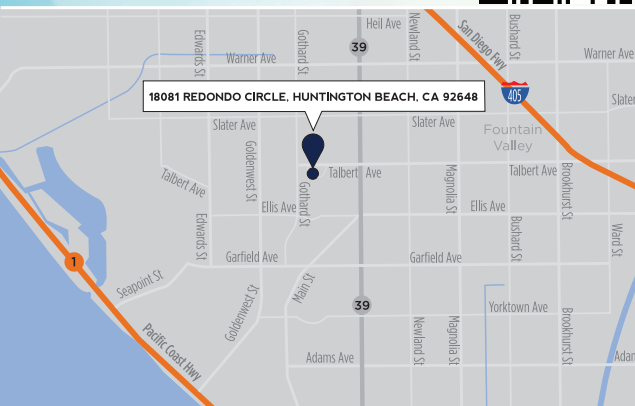 Heil Ave
39
Edwards St
Gothard St
Newland St
San Diego Fwy
Bushard St
Warner Ave
Warner Ave
18081 REDONDO CIRCLE, HUNTINGTON BEACH, CA 92648
405
Slater Ave
Slater Ave
Slater
Fountain
Valley
Goldenwest St
Talbert Ave
Talbert Ave
Talbert Ave
Gothard St
Magnolia St
Brookhurst St
Ellis Ave
Ellis Ave
Edwards St
Bushard St
Ward St
Garfield Ave
Garfield Ave
1
Seapoint St
Main St
Goldenwest St
39
Yorktown Ave
Pacific Coast Hwy
Newland St
Magnolia St
Brookhurst St
Adams Ave
Adar